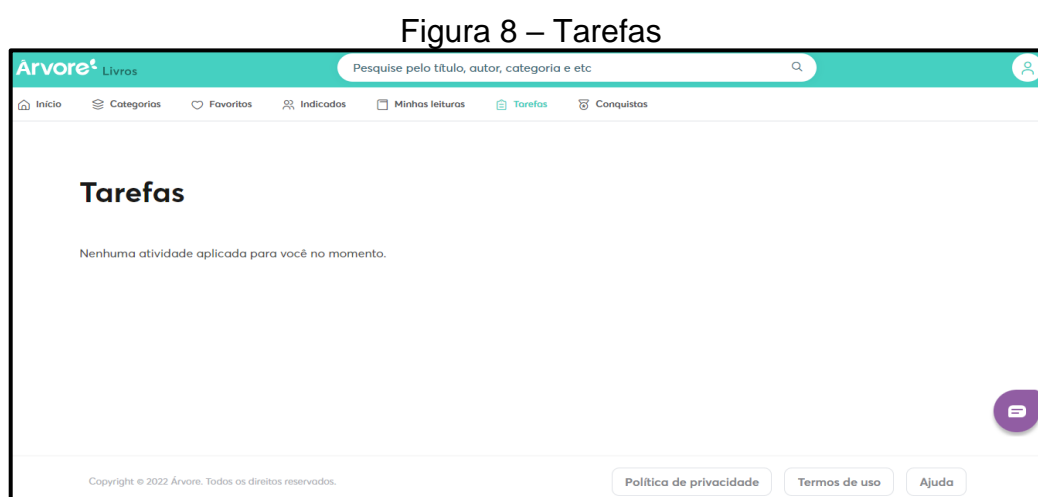 Figura 8 – Tarefas
Árvore Livros
Pesquise pelo título, autor, categoria e etc
Início Categorias Favoritos Indicados Minhas leituras Tarefas Conquistas
Tarefas
Nenhuma atividade aplicada para você no momento.
Copyright © 2022 Árvore. Todos os direitos reservados.
Política de privacidade Termos de uso Ajuda